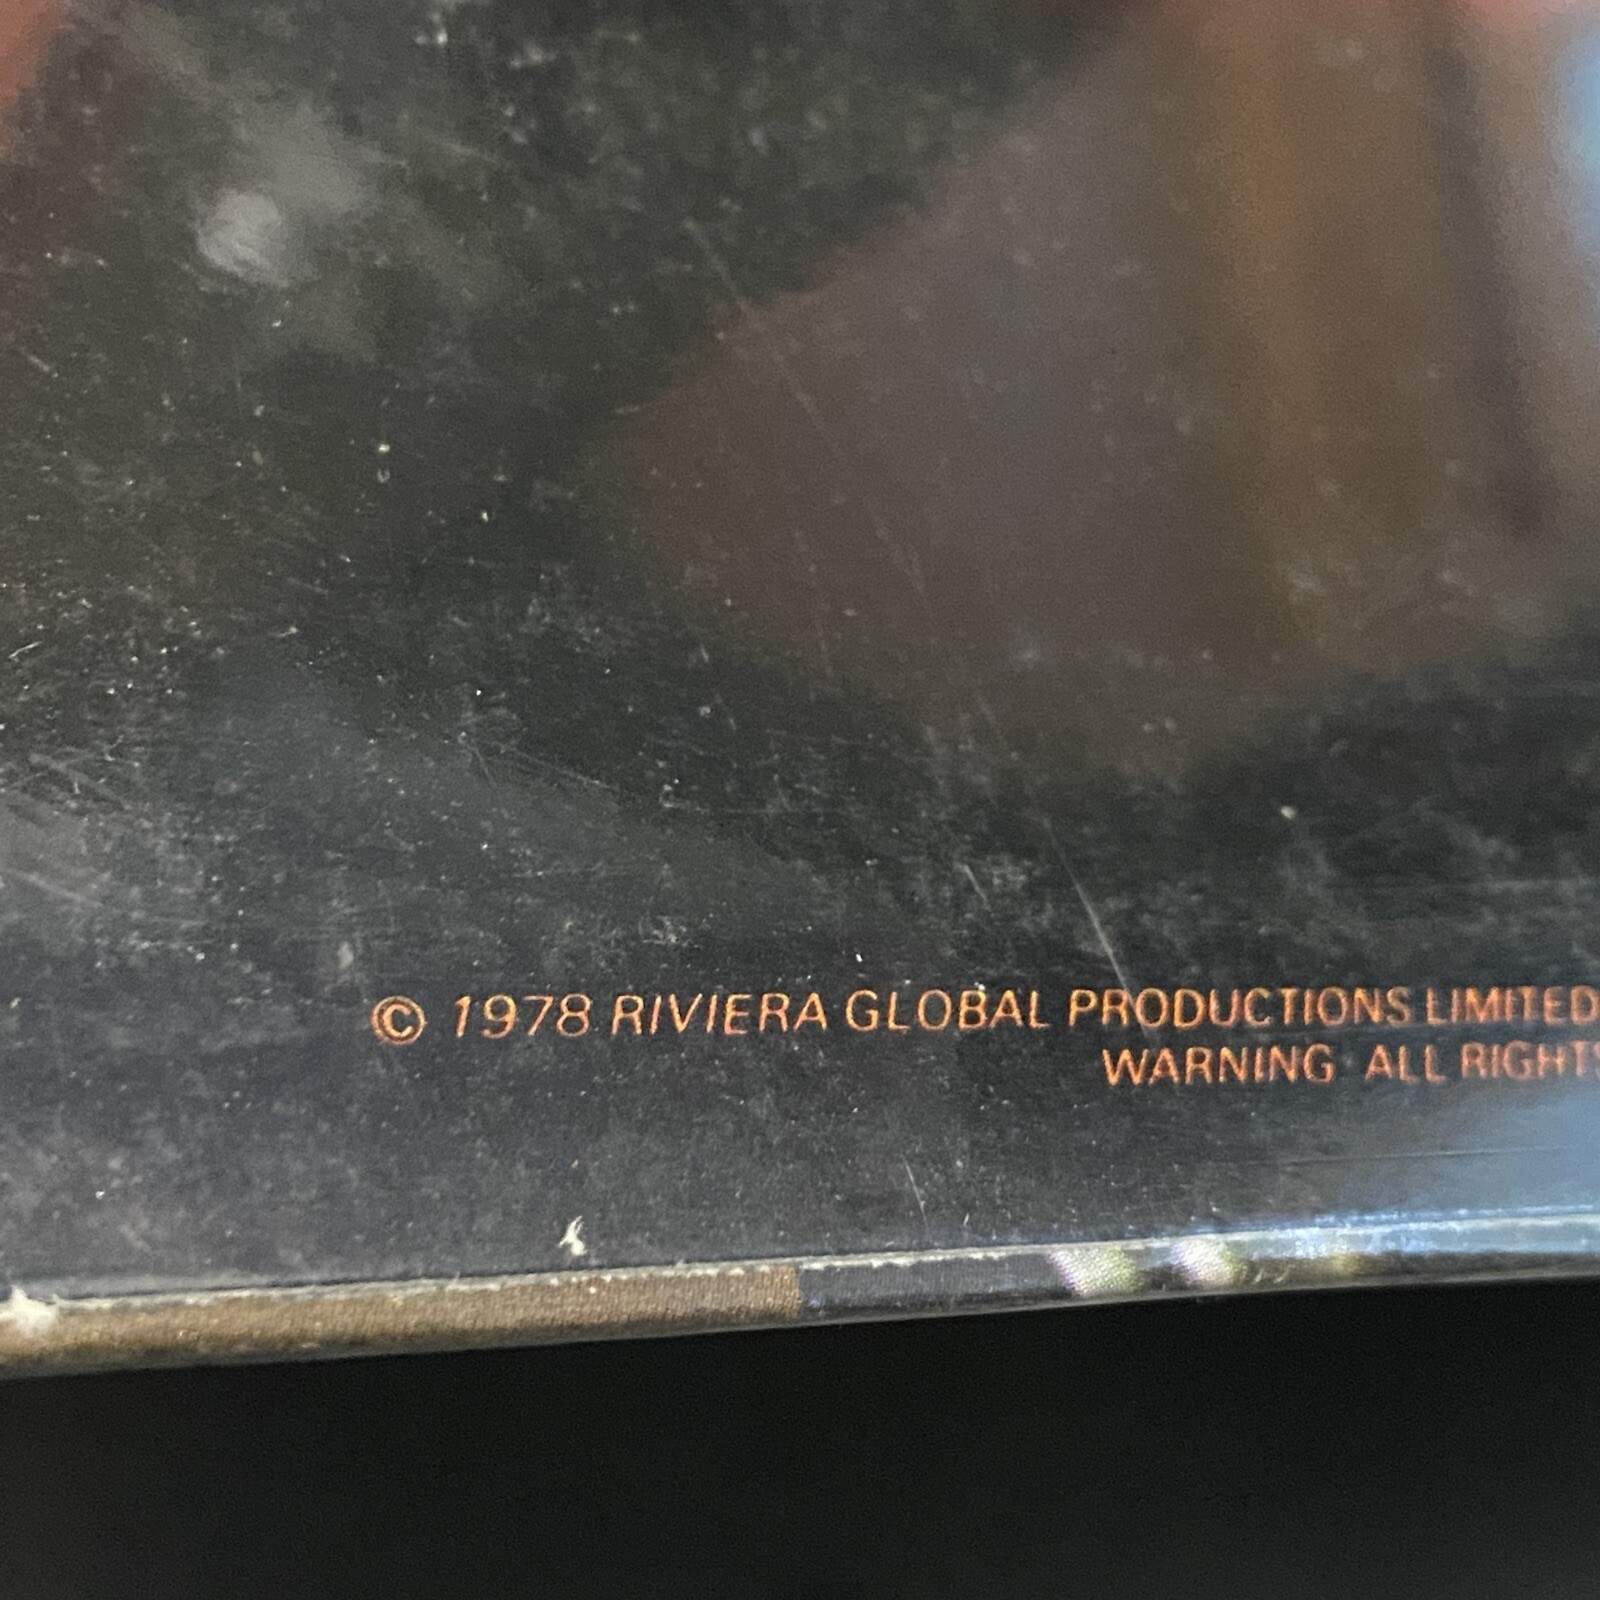 © 1978 RIVIERA GLOBAL PRODUCTIONS LIMITED
WARNING ALL RIGHTS